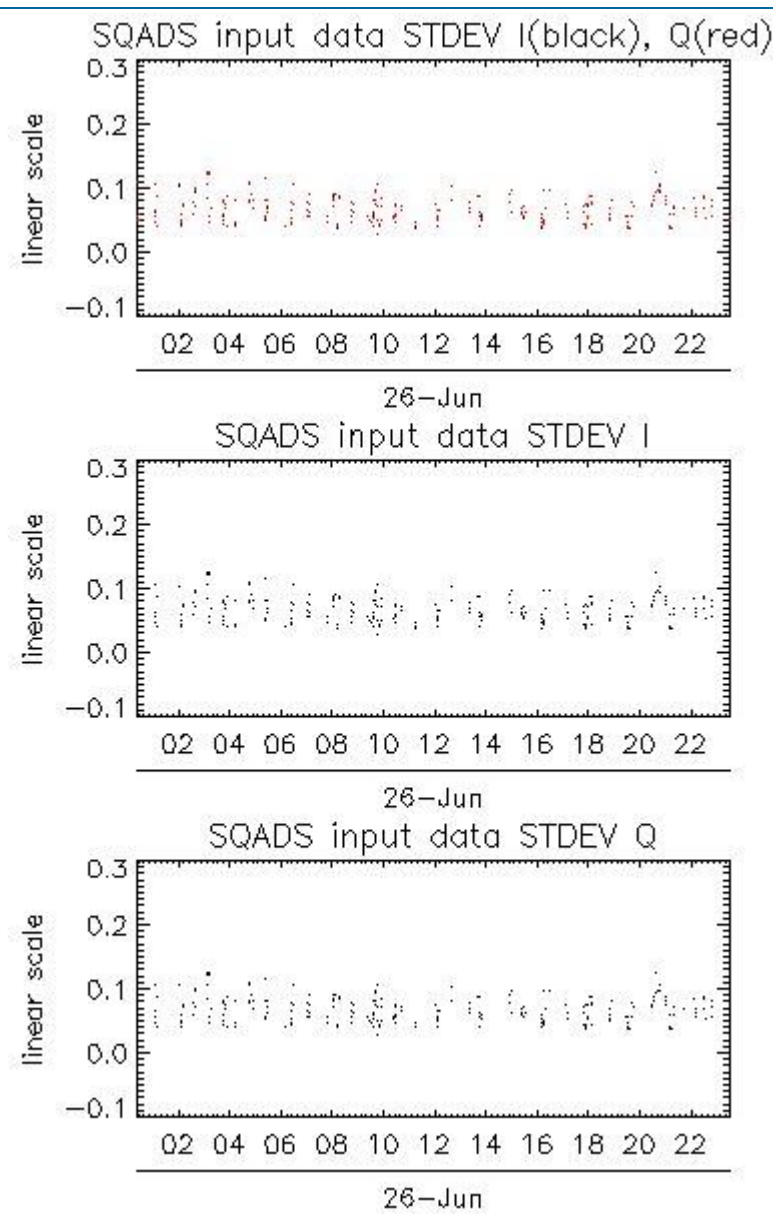 SQADS input data STDEV I(black), Q(red)
0.3
0.2
0.1
0.0
-0.1
linear scale
02 04 06 08 10 12 14 16 18 20 22
26-Jun
SQADS input data STDEV I
0.3
0.2
0.1
0.0
-0.1
linear scale
02 04 06 08 10 12 14 16 18 20 22
26-Jun
SQADS input data STDEV Q
0.3
0.2
0.1
0.0
-0.1
linear scale
02 04 06 08 10 12 14 16 18 20 22
26-Jun